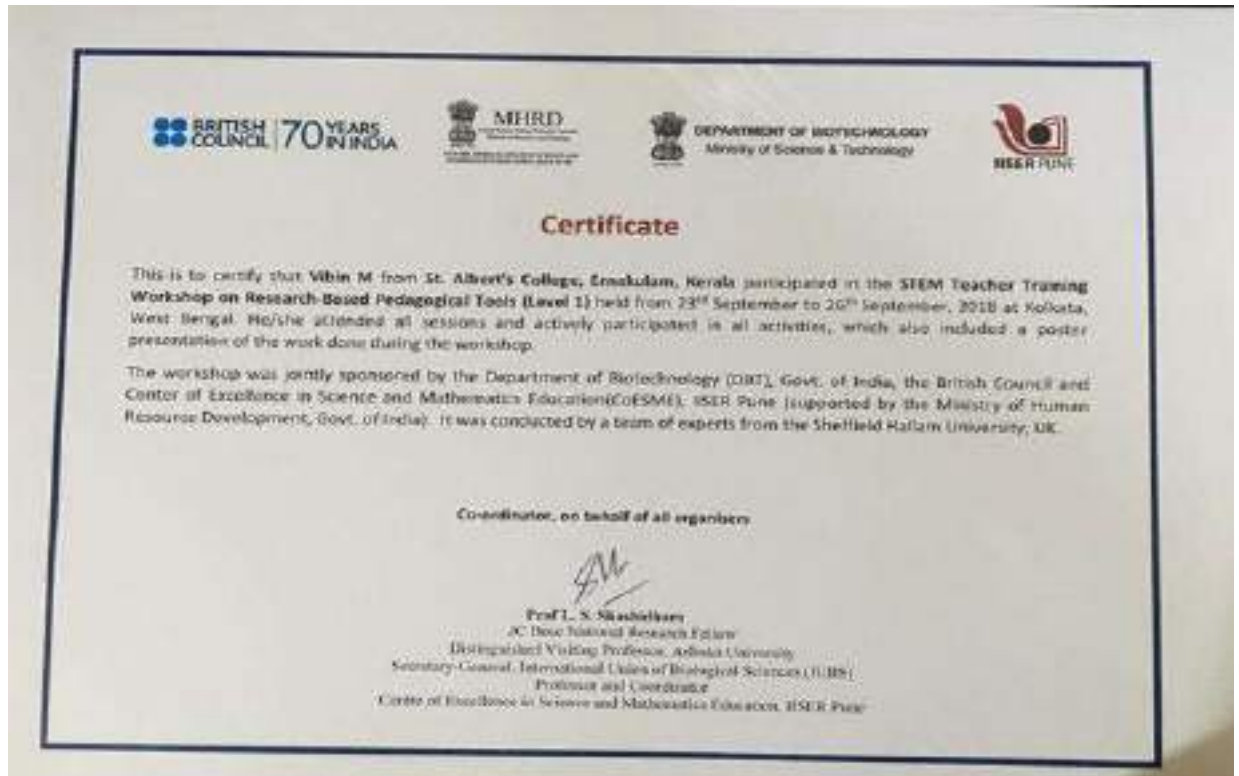 BRITISH COUNCIL 70 YEARS IN INDIA
MHRD
DEPARTMENT OF BIOTECHNOLOGY
Ministry of Science & Technology
IISER PUNE
Certificate
This is to certify that Vibin M from St. Albert's College, Ernakulam, Kerala participated in the STEM Teacher Training
Workshop on Research-Based Pedagogical Tools (Level 1) held from 23rd September to 26th September, 2018 at Kolkata,
West Bengal. He/she attended all sessions and actively participated in all activities, which also included a poster
presentation of the work done during the workshop.
The workshop was jointly sponsored by the Department of Biotechnology (DBT), Govt. of India, the British Council and
Center of Excellence in Science and Mathematics Education(CoESME), IISER Pune (supported by the Ministry of Human
Resource Development, Govt. of India). It was conducted by a team of experts from the Sheffield Hallam University, UK.
Co-ordinator, on behalf of all organisers
Prof L. S. Shashidhara
JC Bose National Research Fellow
Distinguished Visiting Professor, Ashoka University
Secretary-General, International Union of Biological Sciences (IUBS)
Professor and Coordinator
Centre of Excellence in Science and Mathematics Education, IISER Pune